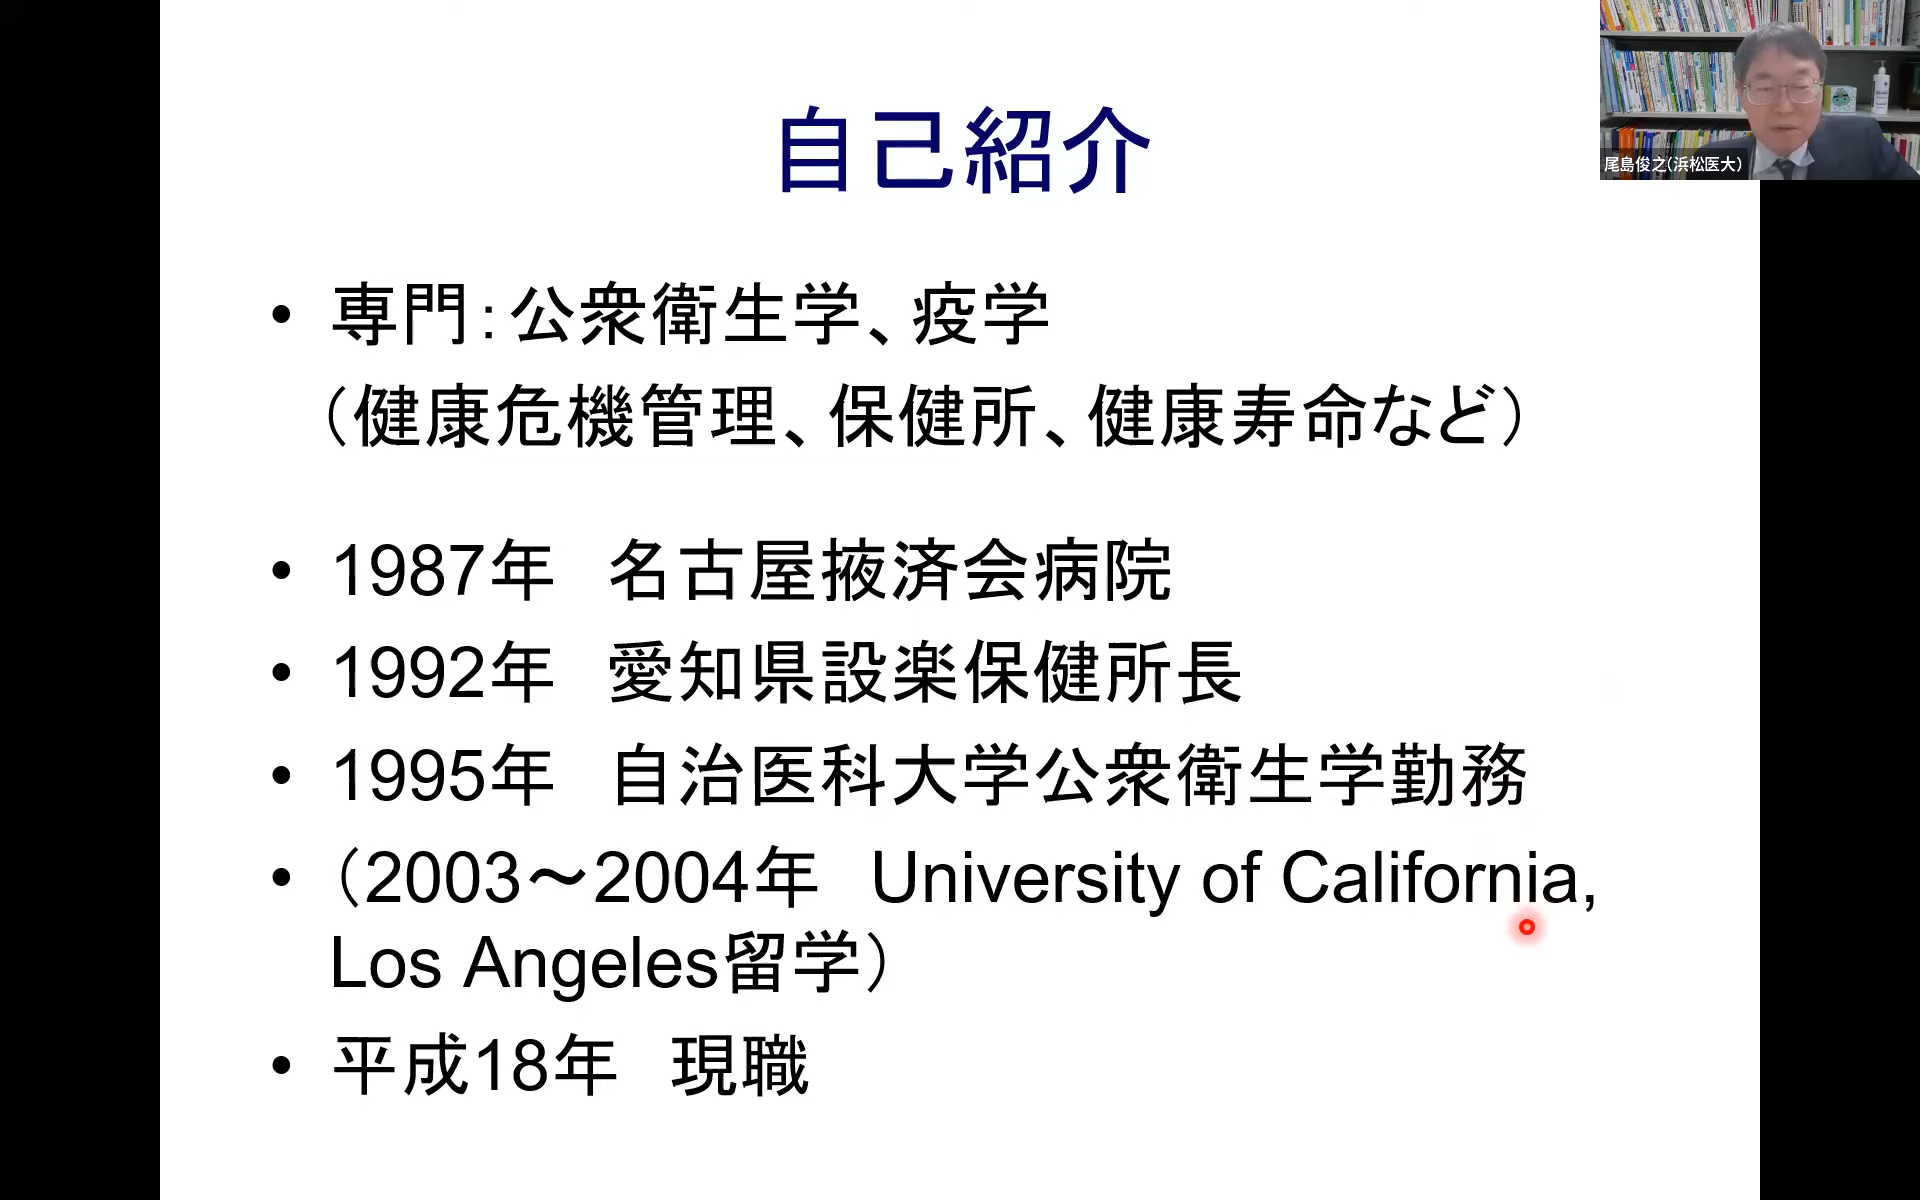 自己紹介
尾島俊之(浜松医大)
• 専門：公衆衛生学、疫学
（健康危機管理、保健所、健康寿命など）
• 1987年　名古屋掖済会病院
• 1992年　愛知県設楽保健所長
• 1995年　自治医科大学公衆衛生学勤務
• （2003～2004年　University of California,
Los Angeles留学）
• 平成18年　現職